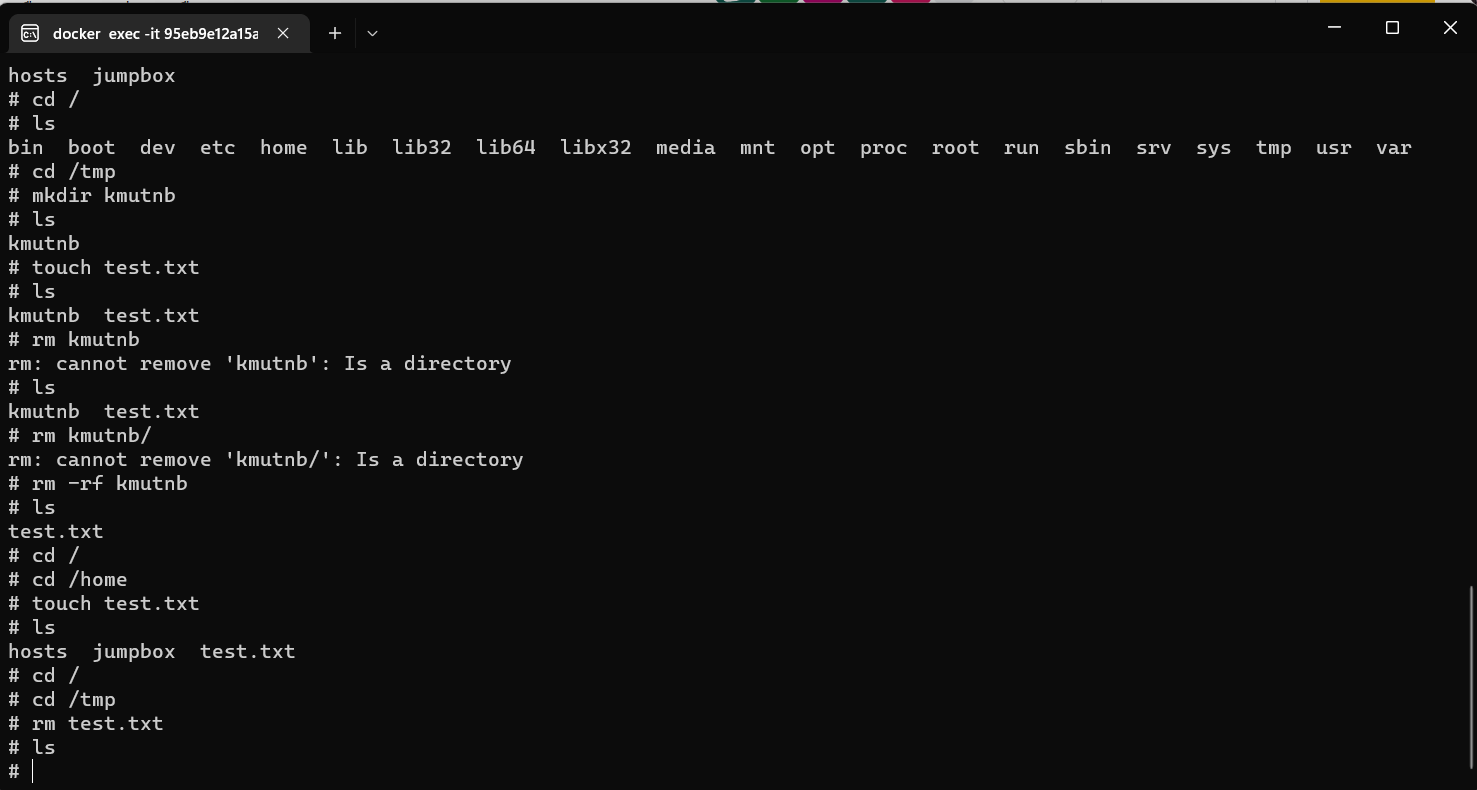 docker exec -it 95eb9e12a15a
hosts  jumpbox
# cd /
# ls
bin  boot  dev  etc  home  lib  lib32  lib64  libx32  media  mnt  opt  proc  root  run  sbin  srv  sys  tmp  usr  var
# cd /tmp
# mkdir kmutnb
# ls
kmutnb
# touch test.txt
# ls
kmutnb  test.txt
# rm kmutnb
rm: cannot remove 'kmutnb': Is a directory
# ls
kmutnb  test.txt
# rm kmutnb/
rm: cannot remove 'kmutnb/': Is a directory
# rm -rf kmutnb
# ls
test.txt
# cd /
# cd /home
# touch test.txt
# ls
hosts  jumpbox  test.txt
# cd /
# cd /tmp
# rm test.txt
# ls
#